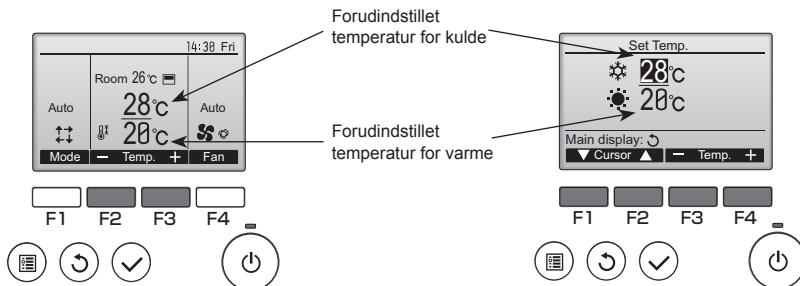 Forudindstillet
temperatur for kulde
14:30 Fri
Room 26°C
Auto
28°C
Auto
20°C
Mode − Temp. + Fan
F1 F2 F3 F4
Forudindstillet
temperatur for varme
Set Temp.
28°C
20°C
Main display:
▼ Cursor ▲ − Temp. +
F1 F2 F3 F4